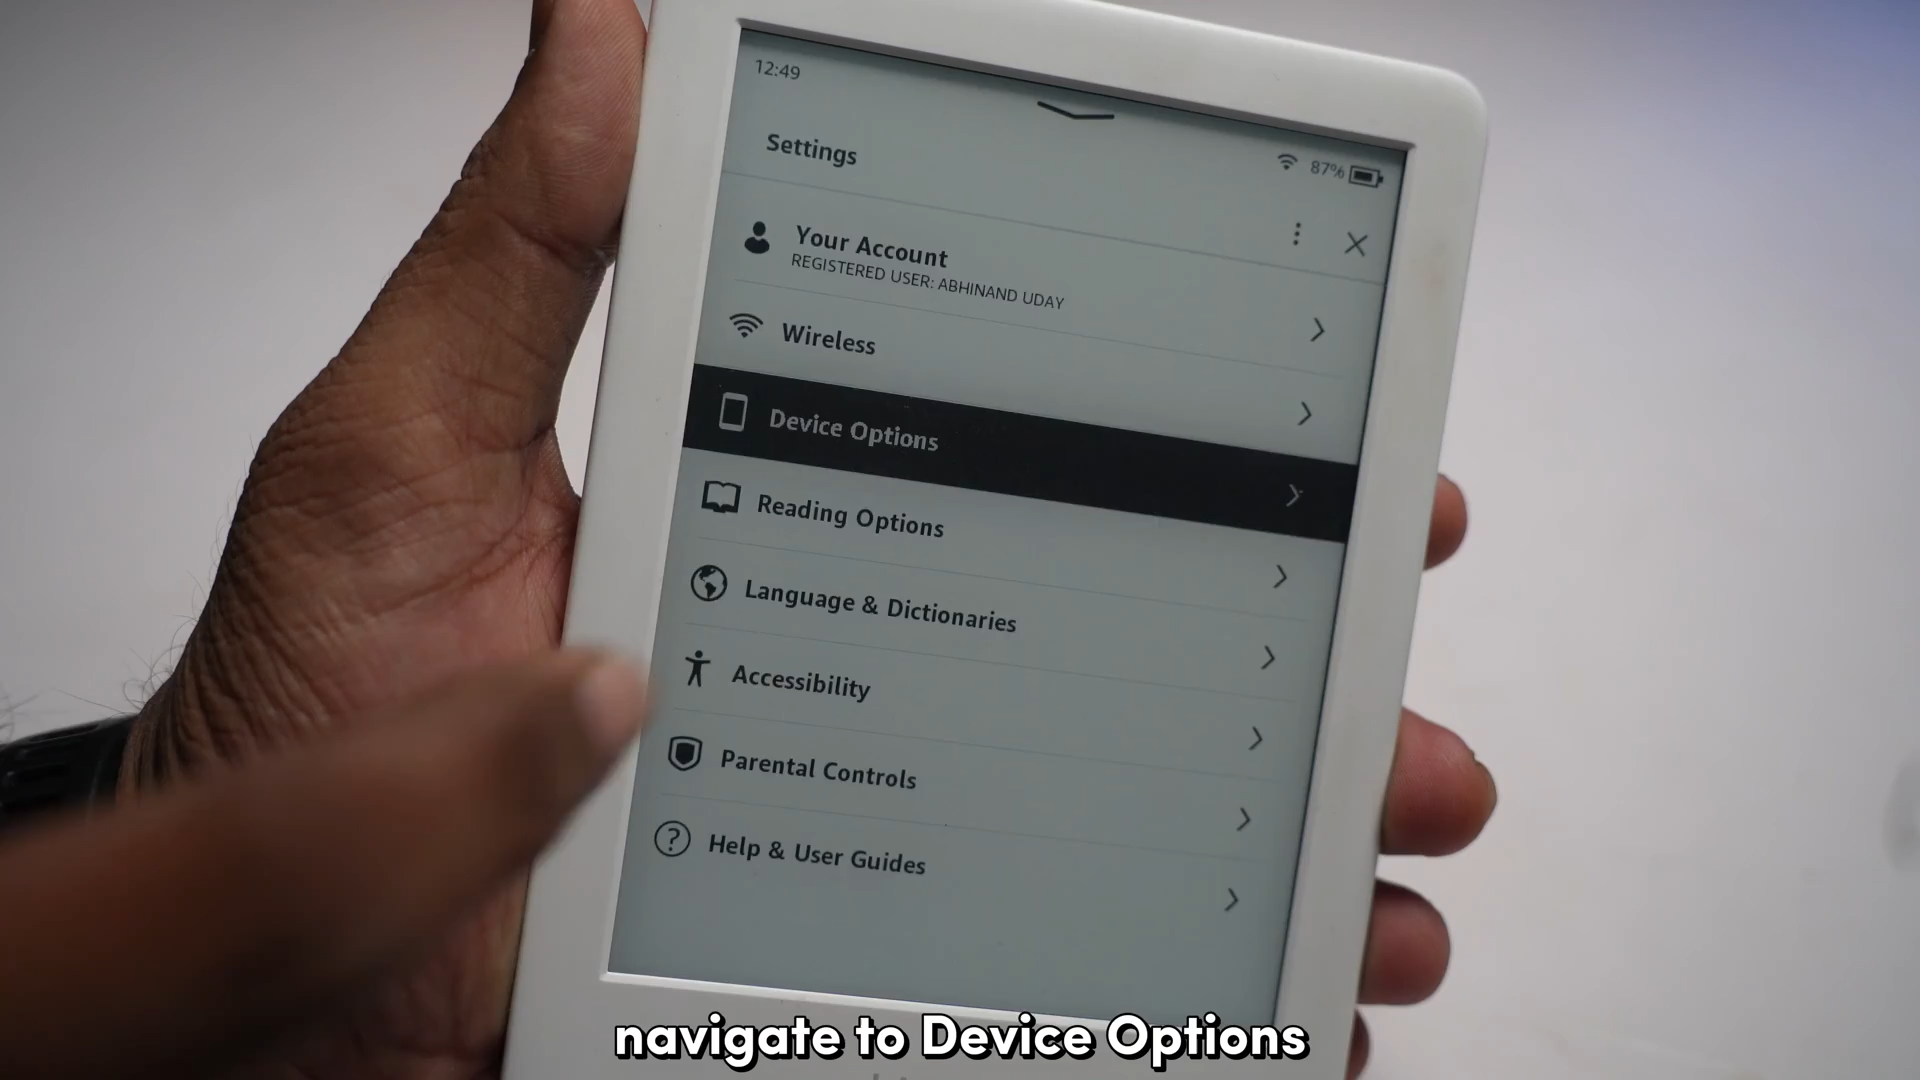 12:49
87%
Settings
Your Account
REGISTERED USER: ABHINAND UDAY
Wireless
Device Options
Reading Options
Language & Dictionaries
Accessibility
Parental Controls
Help & User Guides
navigate to Device Options